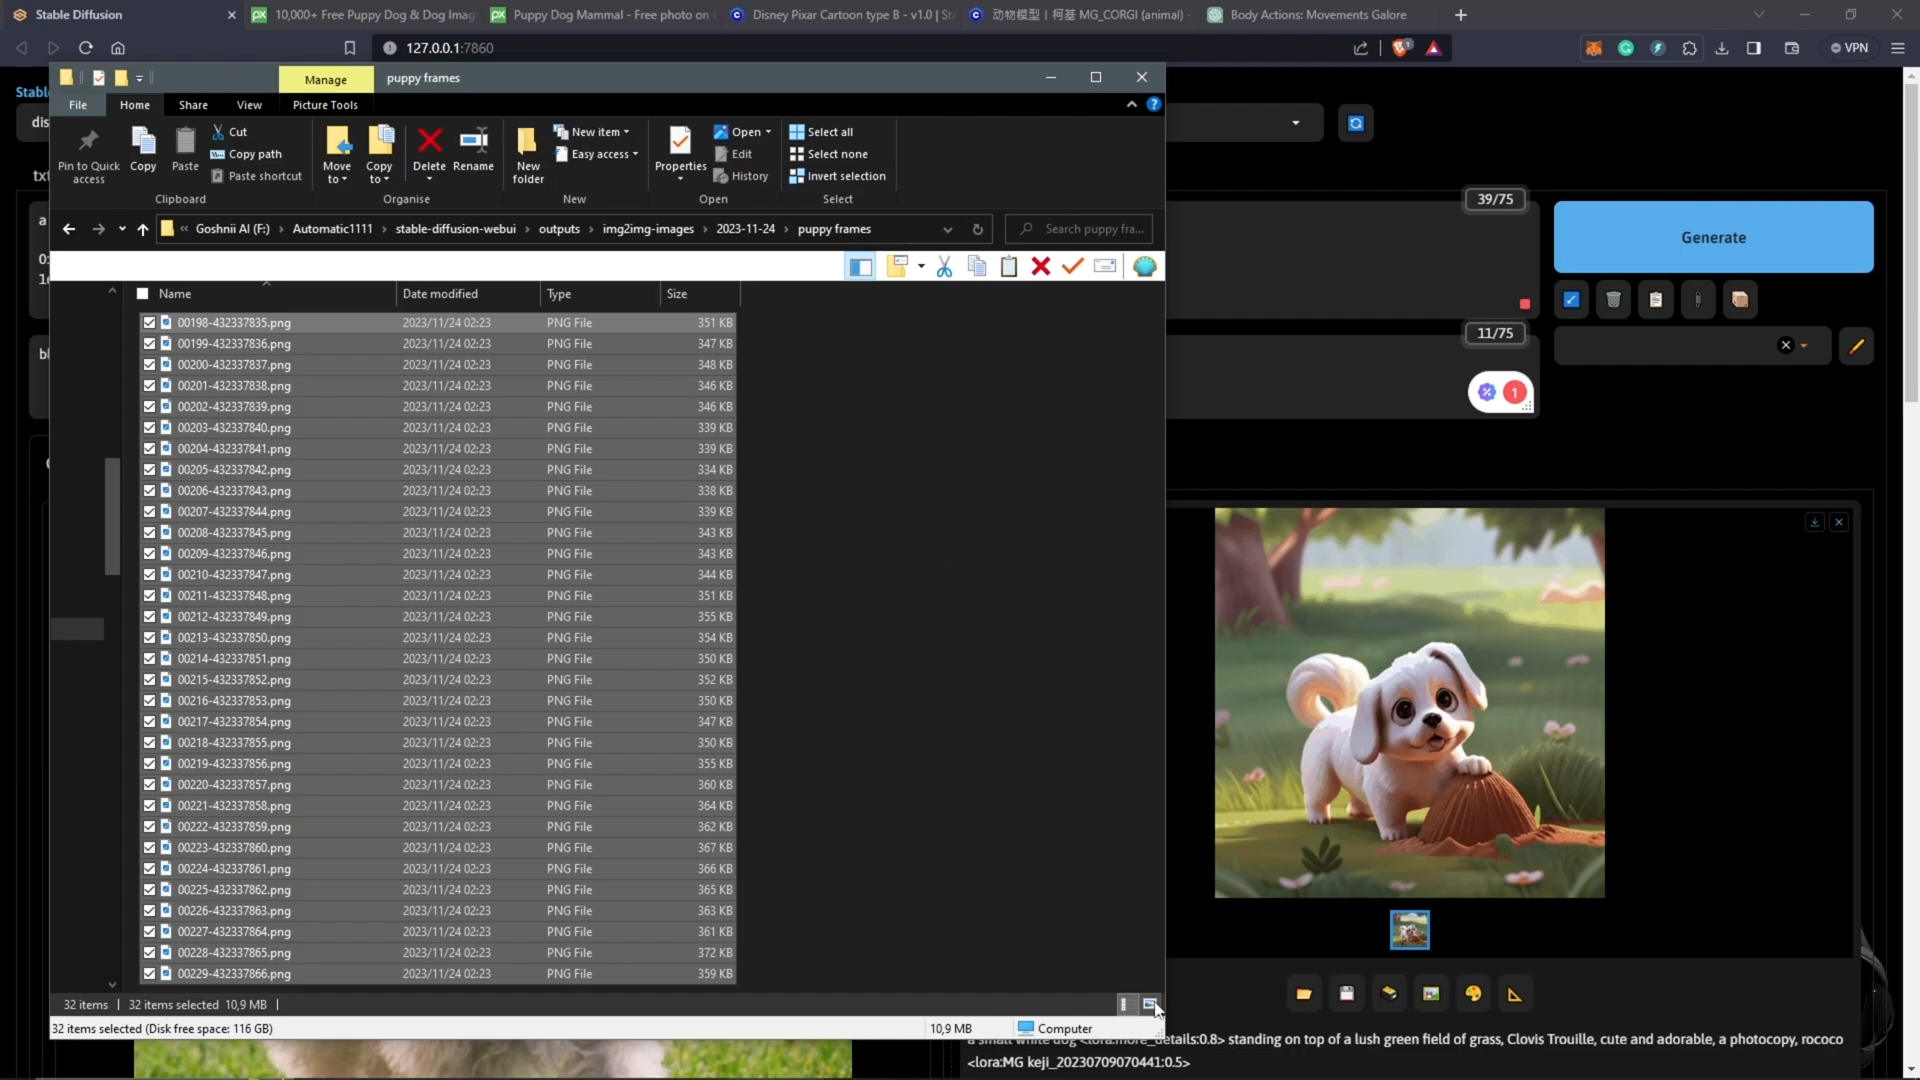 Stable Diffusion
10,000+ Free Puppy Dog & Dog Imag
Puppy Dog Mammal - Free photo on
Disney Pixar Cartoon type B - v1.0 | St
动物模型丨柯基 MG_CORGI (animal) -
Body Actions: Movements Galore
127.0.0.1:7860
1
VPN
Manage
puppy frames
File Home Share View Picture Tools
Stabl
dis
txt
a
0:
1
bl
Pin to Quick access
Copy
Paste
Cut
Copy path
Paste shortcut
Move to
Copy to
Delete
Rename
New folder
New item
Easy access
Properties
Open
Edit
History
Select all
Select none
Invert selection
Clipboard
Organise
New
Open
Select
« Goshnii AI (F:) › Automatic1111 › stable-diffusion-webui › outputs › img2img-images › 2023-11-24 › puppy frames
Search puppy fra...
Name Date modified Type Size
00198-432337835.png 2023/11/24 02:23 PNG File 351 KB
00199-432337836.png 2023/11/24 02:23 PNG File 347 KB
00200-432337837.png 2023/11/24 02:23 PNG File 348 KB
00201-432337838.png 2023/11/24 02:23 PNG File 346 KB
00202-432337839.png 2023/11/24 02:23 PNG File 346 KB
00203-432337840.png 2023/11/24 02:23 PNG File 339 KB
00204-432337841.png 2023/11/24 02:23 PNG File 339 KB
00205-432337842.png 2023/11/24 02:23 PNG File 334 KB
00206-432337843.png 2023/11/24 02:23 PNG File 338 KB
00207-432337844.png 2023/11/24 02:23 PNG File 339 KB
00208-432337845.png 2023/11/24 02:23 PNG File 343 KB
00209-432337846.png 2023/11/24 02:23 PNG File 343 KB
00210-432337847.png 2023/11/24 02:23 PNG File 344 KB
00211-432337848.png 2023/11/24 02:23 PNG File 351 KB
00212-432337849.png 2023/11/24 02:23 PNG File 355 KB
00213-432337850.png 2023/11/24 02:23 PNG File 354 KB
00214-432337851.png 2023/11/24 02:23 PNG File 350 KB
00215-432337852.png 2023/11/24 02:23 PNG File 352 KB
00216-432337853.png 2023/11/24 02:23 PNG File 350 KB
00217-432337854.png 2023/11/24 02:23 PNG File 347 KB
00218-432337855.png 2023/11/24 02:23 PNG File 350 KB
00219-432337856.png 2023/11/24 02:23 PNG File 355 KB
00220-432337857.png 2023/11/24 02:23 PNG File 360 KB
00221-432337858.png 2023/11/24 02:23 PNG File 364 KB
00222-432337859.png 2023/11/24 02:23 PNG File 362 KB
00223-432337860.png 2023/11/24 02:23 PNG File 367 KB
00224-432337861.png 2023/11/24 02:23 PNG File 366 KB
00225-432337862.png 2023/11/24 02:23 PNG File 365 KB
00226-432337863.png 2023/11/24 02:23 PNG File 363 KB
00227-432337864.png 2023/11/24 02:23 PNG File 361 KB
00228-432337865.png 2023/11/24 02:23 PNG File 372 KB
00229-432337866.png 2023/11/24 02:23 PNG File 359 KB
32 items 32 items selected 10,9 MB
32 items selected (Disk free space: 116 GB) 10,9 MB Computer
39/75
Generate
11/75
1
a small white dog <lora:more_details:0.8> standing on top of a lush green field of grass, Clovis Trouille, cute and adorable, a photocopy, rococo
<lora:MG keji_20230709070441:0.5>